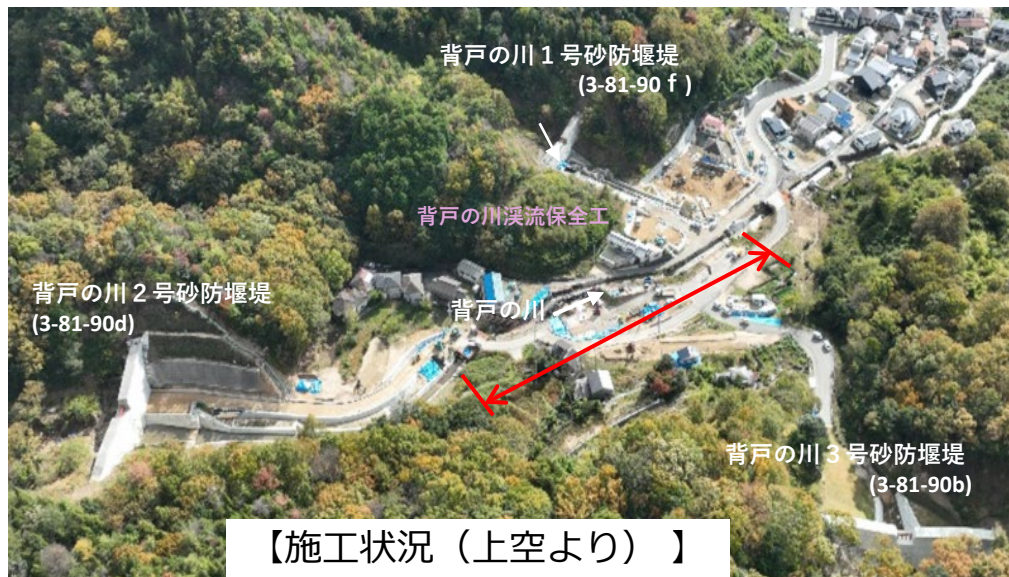 背戸の川１号砂防堰堤
(3-81-90ｆ)
背戸の川渓流保全工
背戸の川２号砂防堰堤
(3-81-90d)
背戸の川
背戸の川３号砂防堰堤
(3-81-90b)
【施工状況（上空より） 】